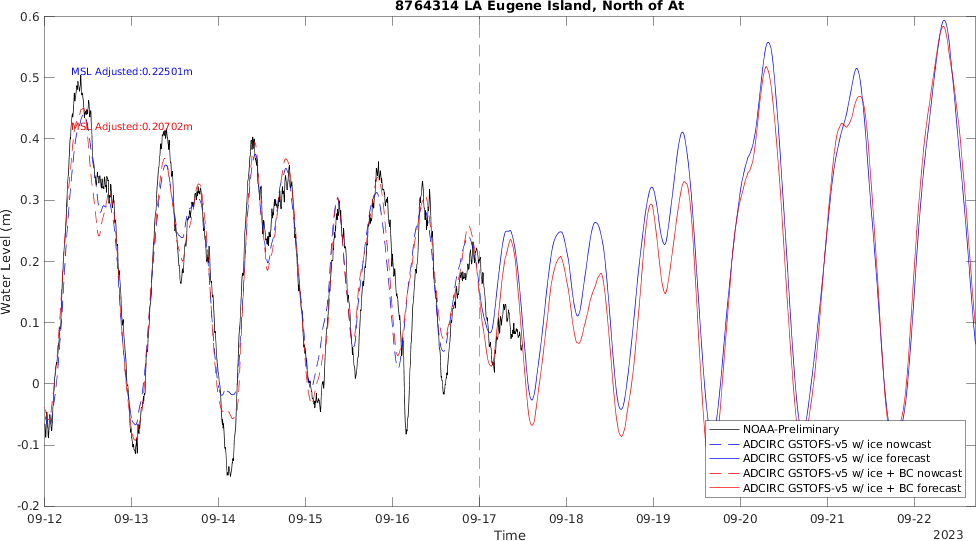 8764314 LA Eugene Island, North of At
0.6
0.5
0.4
0.3
0.2
0.1
0
-0.1
-0.2
Water Level (m)
MSL Adjusted:0.22501m
MSL Adjusted:0.20702m
NOAA-Preliminary
ADCIRC GSTOFS-v5 w/ ice nowcast
ADCIRC GSTOFS-v5 w/ ice forecast
ADCIRC GSTOFS-v5 w/ ice + BC nowcast
ADCIRC GSTOFS-v5 w/ ice + BC forecast
09-12 09-13 09-14 09-15 09-16 09-17 09-18 09-19 09-20 09-21 09-22
Time
2023